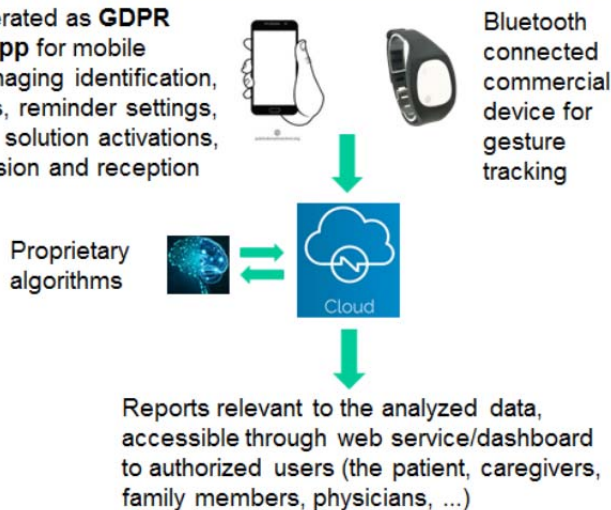 erated as GDPR
pp for mobile
naging identification,
s, reminder settings,
solution activations,
sion and reception
Bluetooth
connected
commercial
device for
gesture
tracking
Proprietary
algorithms
Cloud
Reports relevant to the analyzed data,
accessible through web service/dashboard
to authorized users (the patient, caregivers,
family members, physicians, ...)